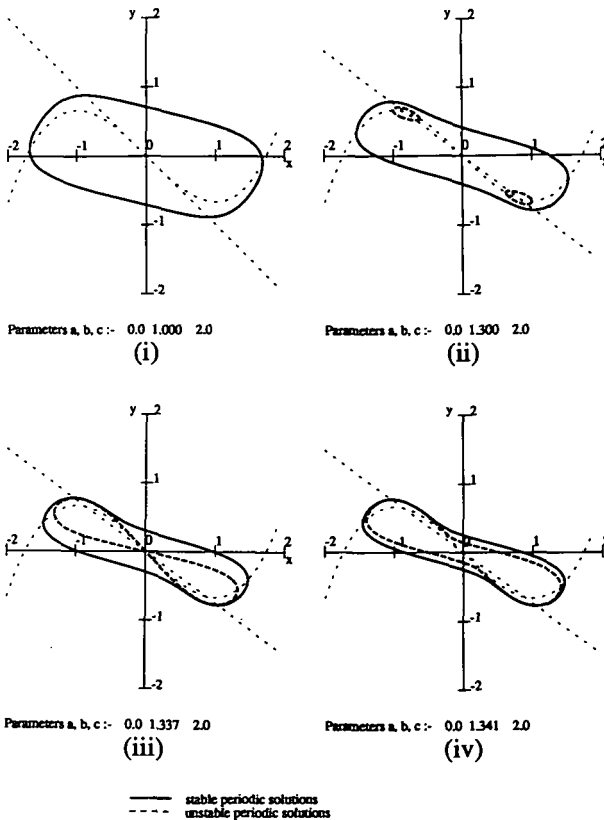 y 2 y 2
1 1
-2 -1 0 1 2 -2 -1 0 1 2
x x
-1 -1
-2 -2
Parameters a, b, c :- 0.0 1.000 2.0 Parameters a, b, c :- 0.0 1.300 2.0
(i) (ii)
y 2 y 2
1 1
-2 -1 0 1 2 -2 -1 0 1 2
x x
-1 -1
-2 -2
Parameters a, b, c :- 0.0 1.337 2.0 Parameters a, b, c :- 0.0 1.341 2.0
(iii) (iv)
stable periodic solutions
unstable periodic solutions